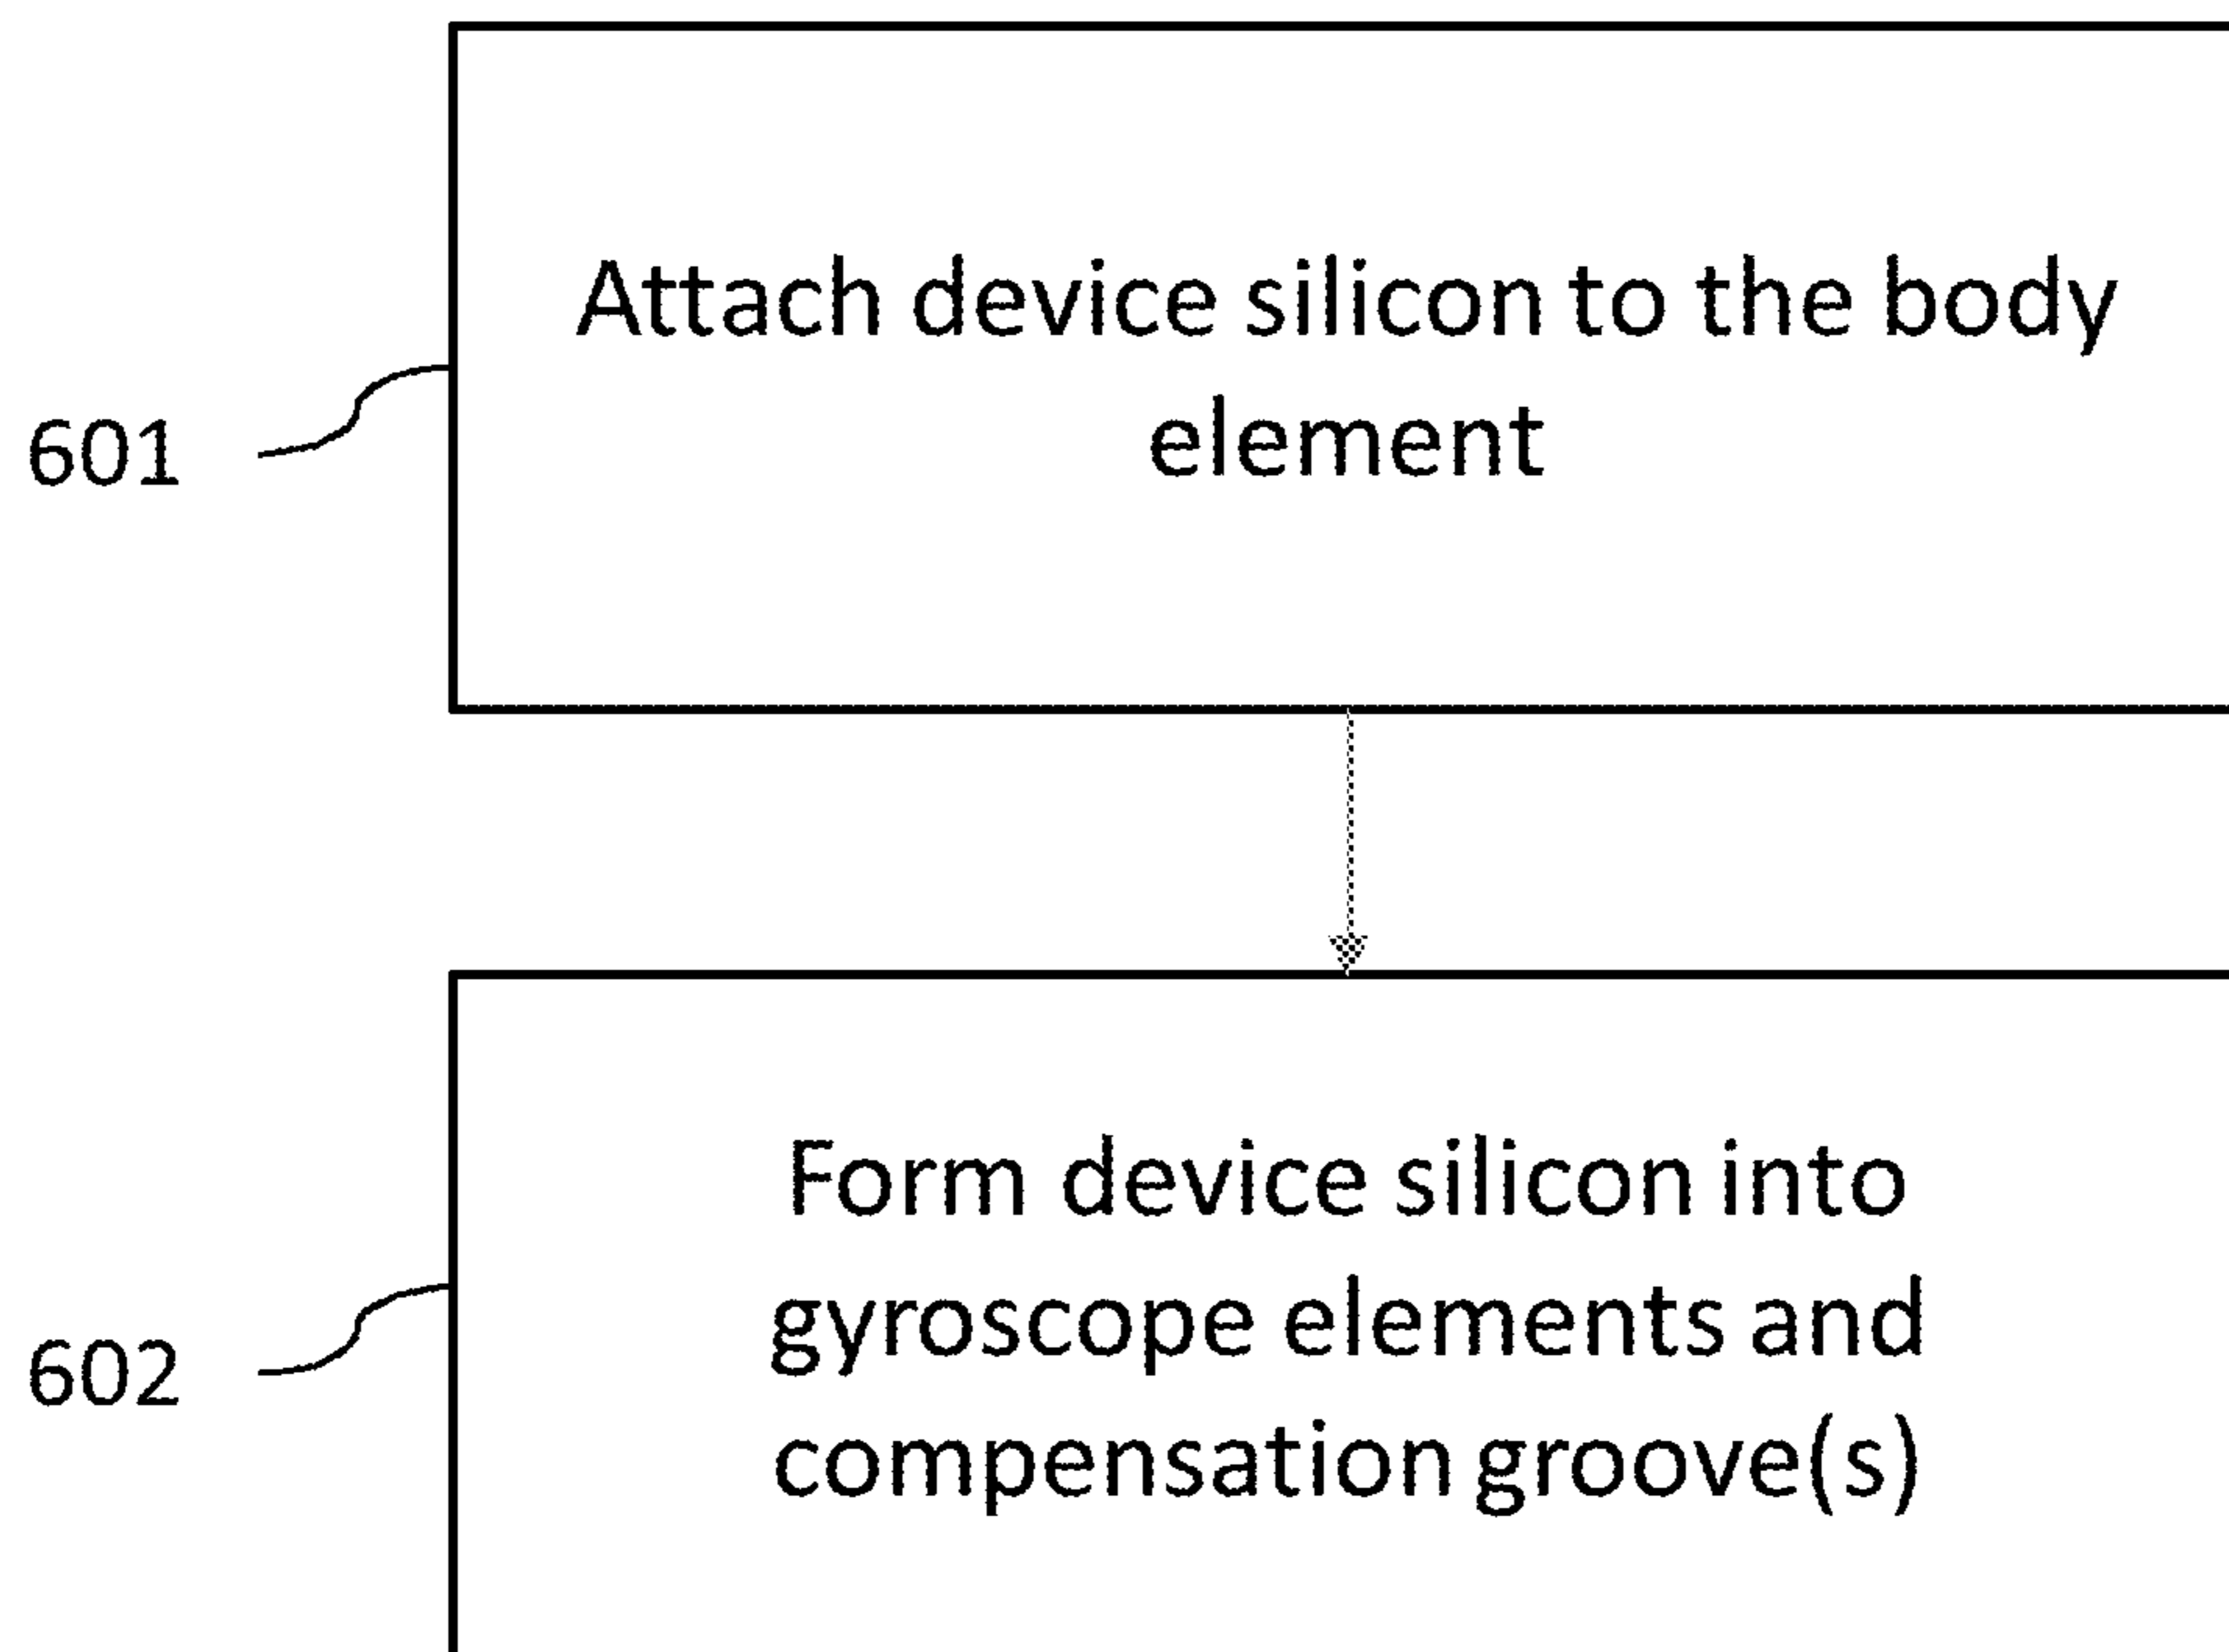 Attach device silicon to the body
element
601
Form device silicon into
gyroscope elements and
compensation groove(s)
602